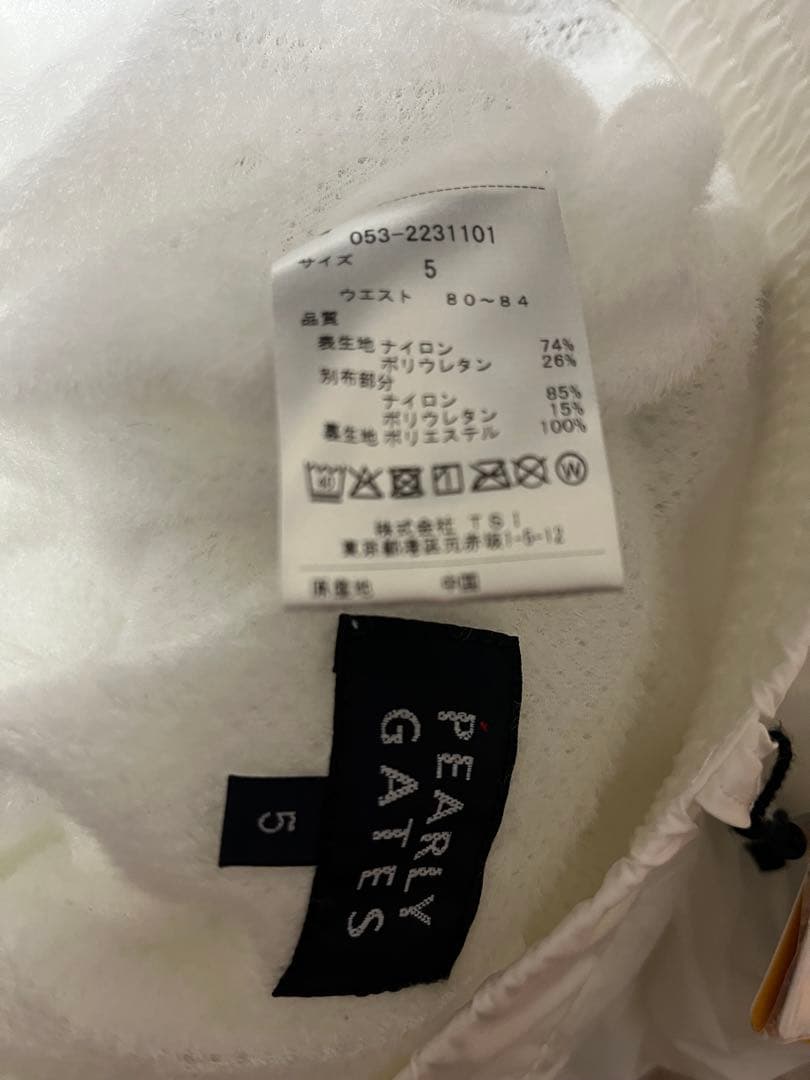 053-2231101
サイズ 5
ウエスト 80～84
品質
表生地 ナイロン 74%
ポリウレタン 26%
別布部分
ナイロン 85%
ポリウレタン 15%
裏生地 ポリエステル 100%
40
W
株式会社 TSI
東京都港区元赤坂1-5-12
原産地 中国
PEARLY
GATES
5